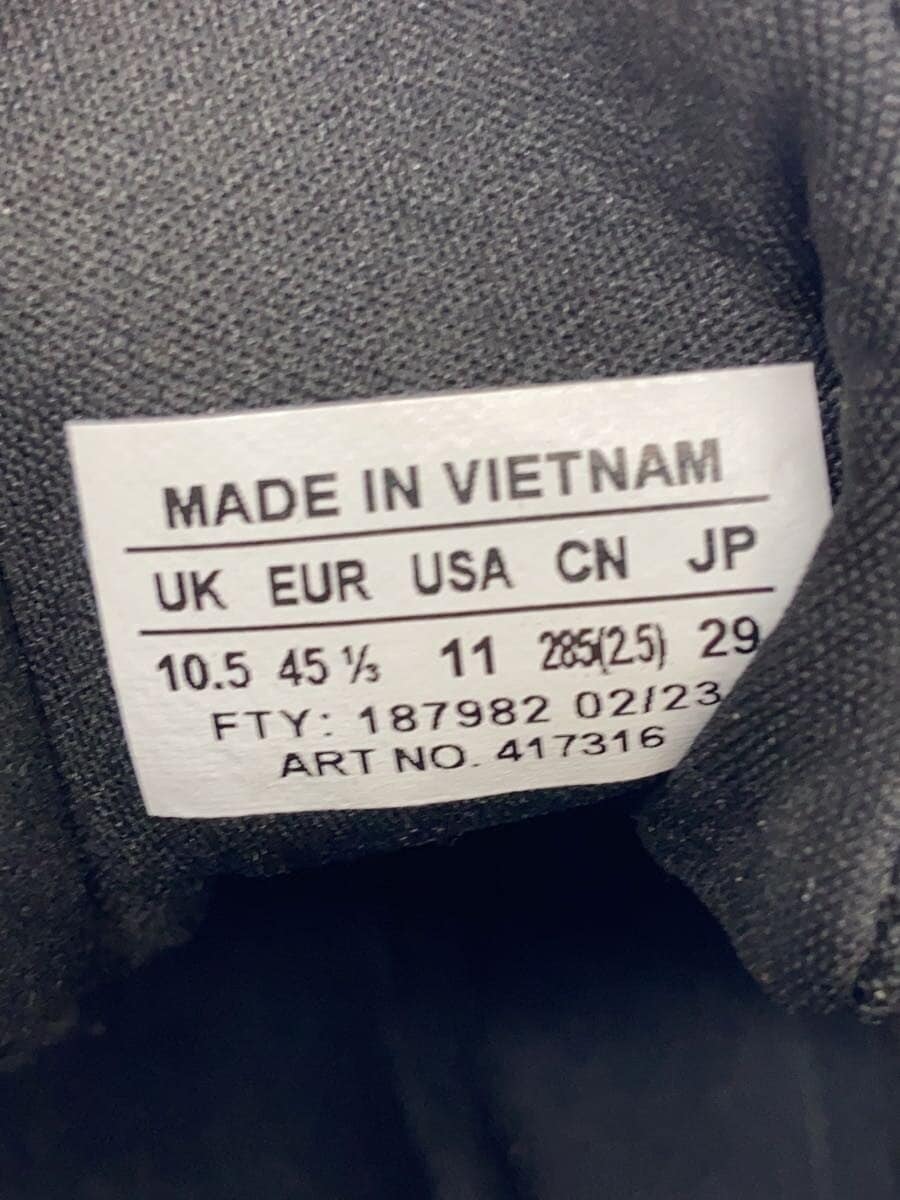 MADE IN VIETNAM
UK EUR USA CN JP
10.5 45 ⅓ 11 285(2.5) 29
FTY: 187982 02/23
ART NO. 417316